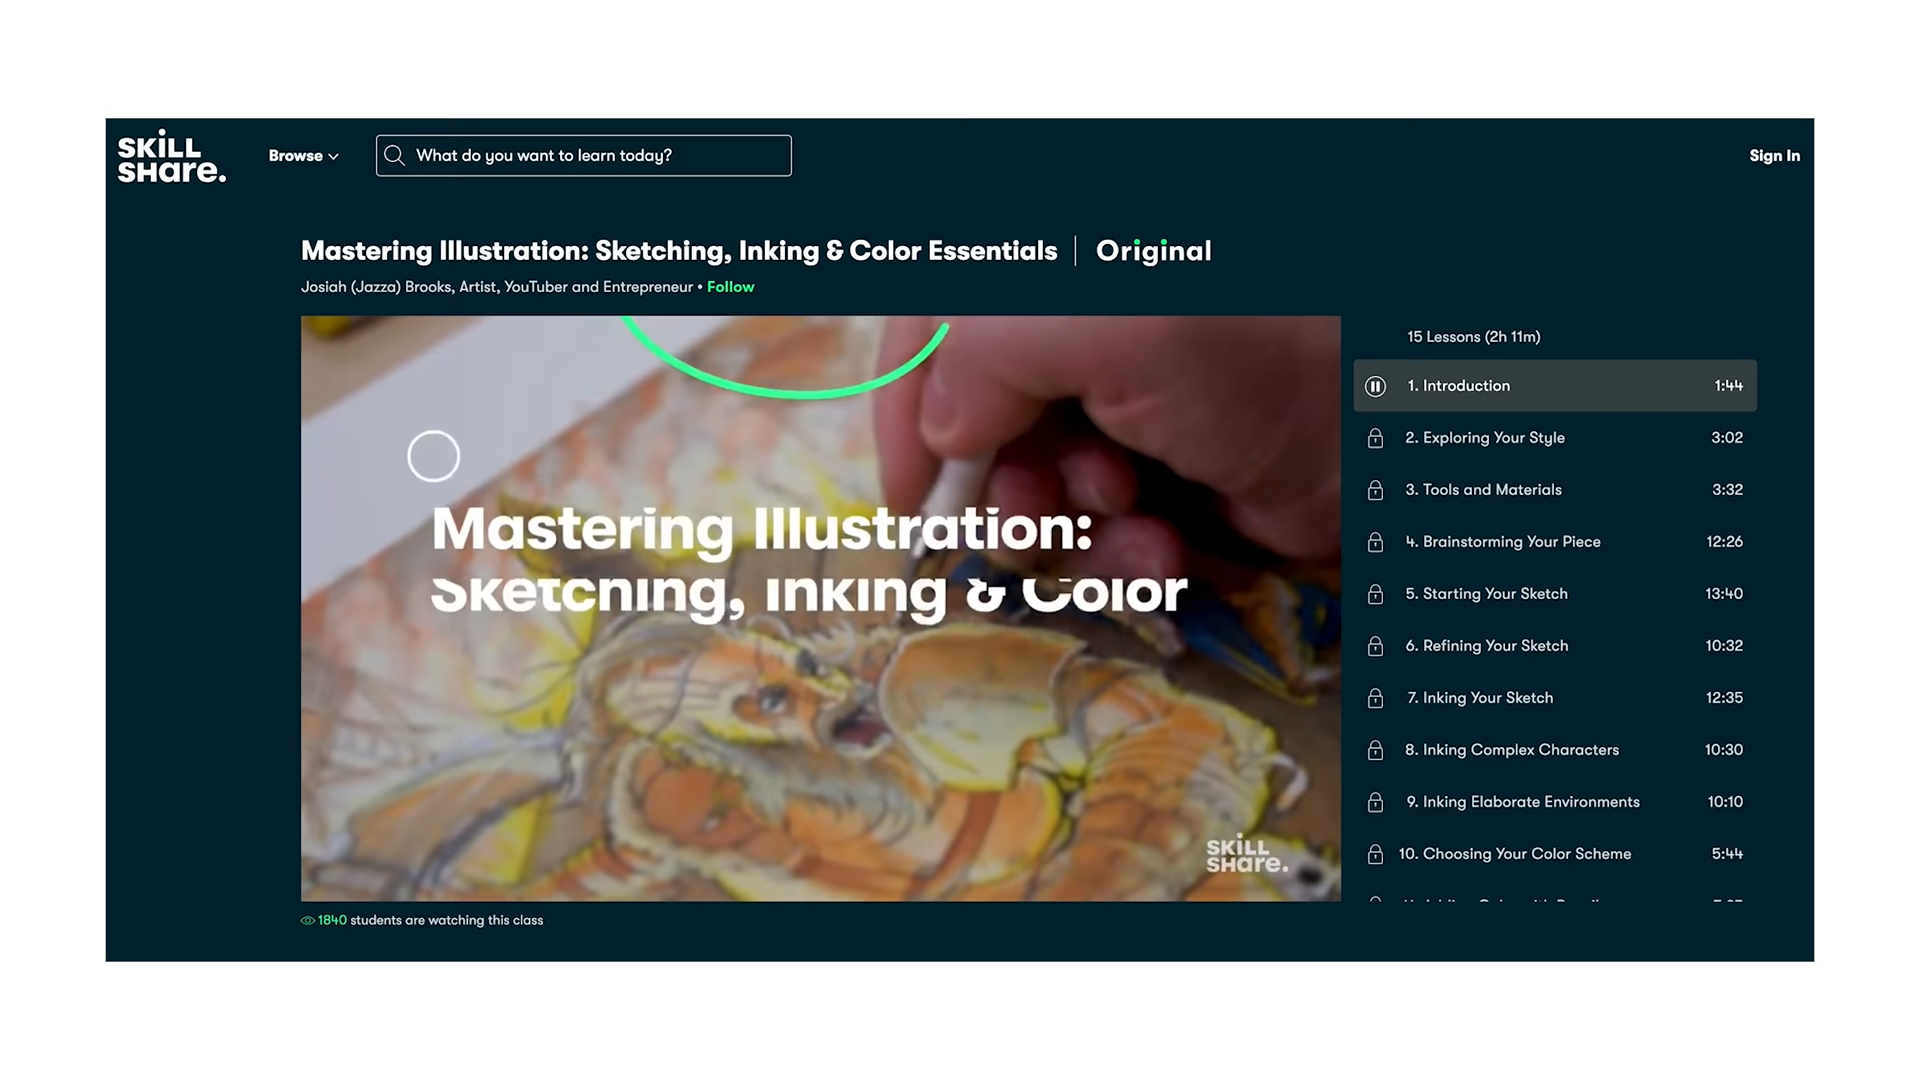 SKILL
SHare.
Browse
What do you want to learn today?
Sign In
Mastering Illustration: Sketching, Inking & Color Essentials
Original
Josiah (Jazza) Brooks, Artist, YouTuber and Entrepreneur • Follow
Mastering Illustration:
Sketching, Inking & Color
SKILL
SHare.
1840 students are watching this class
15 Lessons (2h 11m)
1. Introduction 1:44
2. Exploring Your Style 3:02
3. Tools and Materials 3:32
4. Brainstorming Your Piece 12:26
5. Starting Your Sketch 13:40
6. Refining Your Sketch 10:32
7. Inking Your Sketch 12:35
8. Inking Complex Characters 10:30
9. Inking Elaborate Environments 10:10
10. Choosing Your Color Scheme 5:44